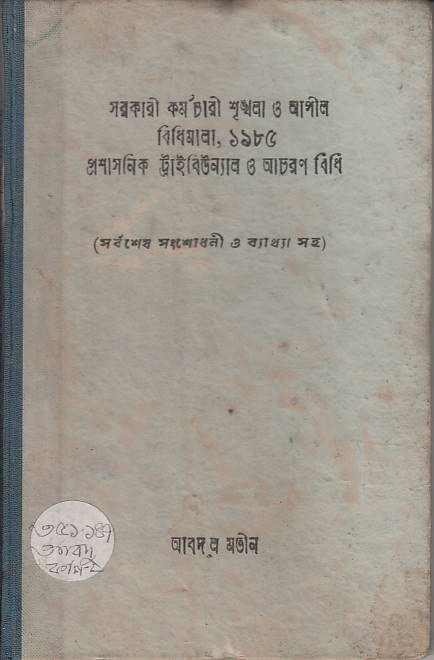 সরকারী কর্মচারী শৃঙ্খলা ও আপীল
বিধিমালা, ১৯৮৫
প্রশাসনিক ট্রাইবিউন্যাল ও আচরণ বিধি
(সর্বশেষ সংশোধনী ও ব্যাখ্যা সহ)
আবদুল মতীন